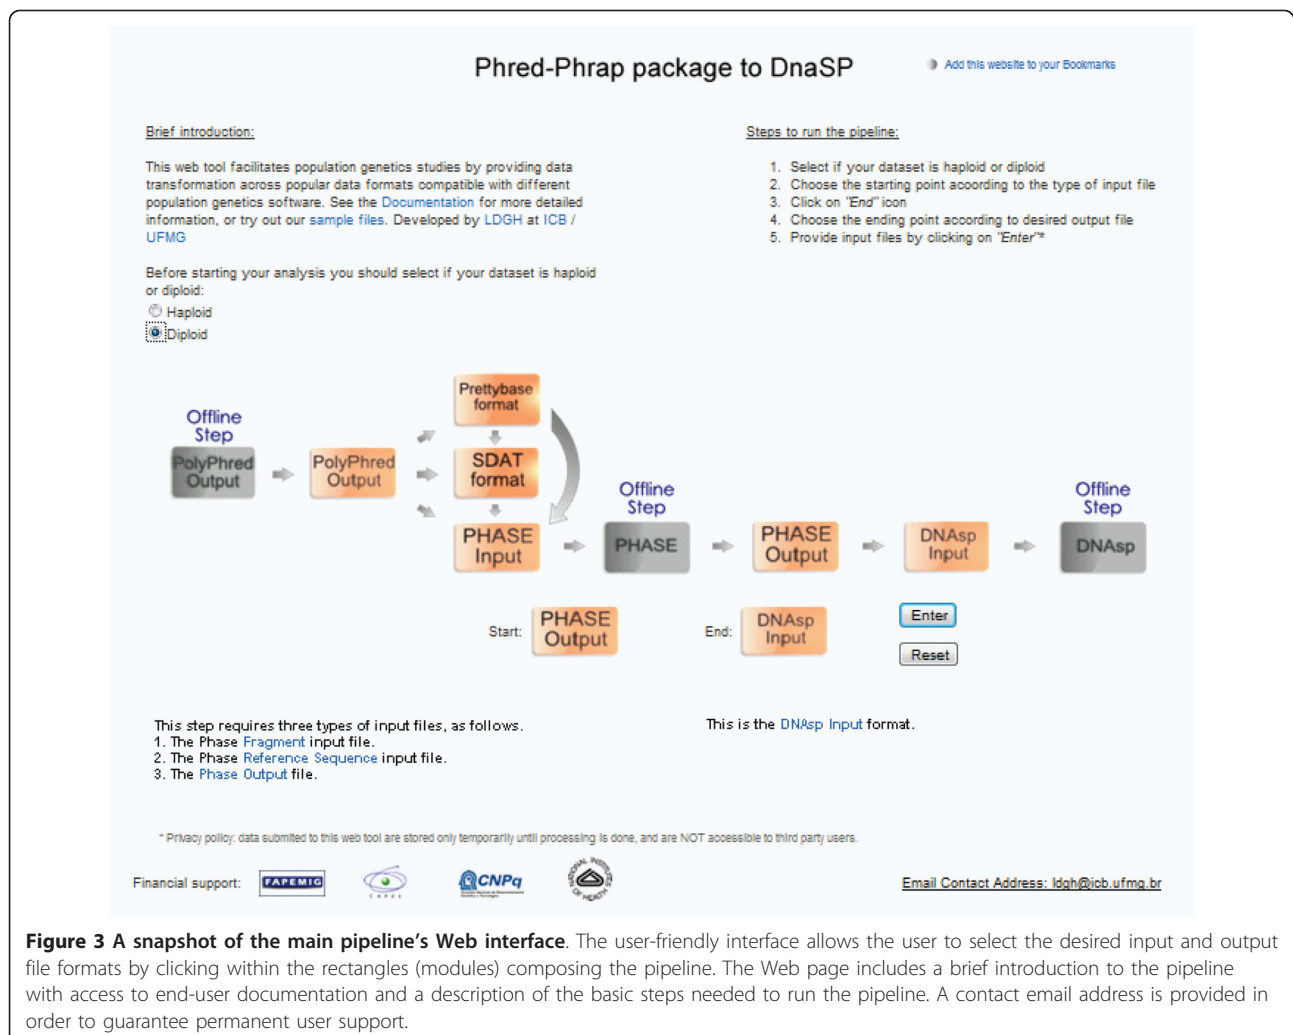 Phred-Phrap package to DnaSP
Add this website to your Bookmarks
Brief introduction:
This web tool facilitates population genetics studies by providing data
transformation across popular data formats compatible with different
population genetics software. See the Documentation for more detailed
information, or try out our sample files. Developed by LDGH at ICB /
UFMG
Before starting your analysis you should select if your dataset is haploid
or diploid:
Haploid
Diploid
Steps to run the pipeline:
1. Select if your dataset is haploid or diploid
2. Choose the starting point according to the type of input file
3. Click on "End" icon
4. Choose the ending point according to desired output file
5. Provide input files by clicking on "Enter"*
Offline
Step
PolyPhred
Output
PolyPhred
Output
Prettybase
format
SDAT
format
PHASE
Input
Offline
Step
PHASE
PHASE
Output
DNAsp
Input
Offline
Step
DNAsp
Start:
PHASE
Output
End:
DNAsp
Input
Enter
Reset
This step requires three types of input files, as follows.
1. The Phase Fragment input file.
2. The Phase Reference Sequence input file.
3. The Phase Output file.
This is the DNAsp Input format.
* Privacy policy: data submited to this web tool are stored only temporarily until processing is done, and are NOT accessible to third party users.
Financial support:
FAPEMIG
CAPES
CNPq
NATIONAL INSTITUTES OF HEALTH
Email Contact Address: ldgh@icb.ufmg.br
Figure 3 A snapshot of the main pipeline's Web interface. The user-friendly interface allows the user to select the desired input and output
file formats by clicking within the rectangles (modules) composing the pipeline. The Web page includes a brief introduction to the pipeline
with access to end-user documentation and a description of the basic steps needed to run the pipeline. A contact email address is provided in
order to guarantee permanent user support.